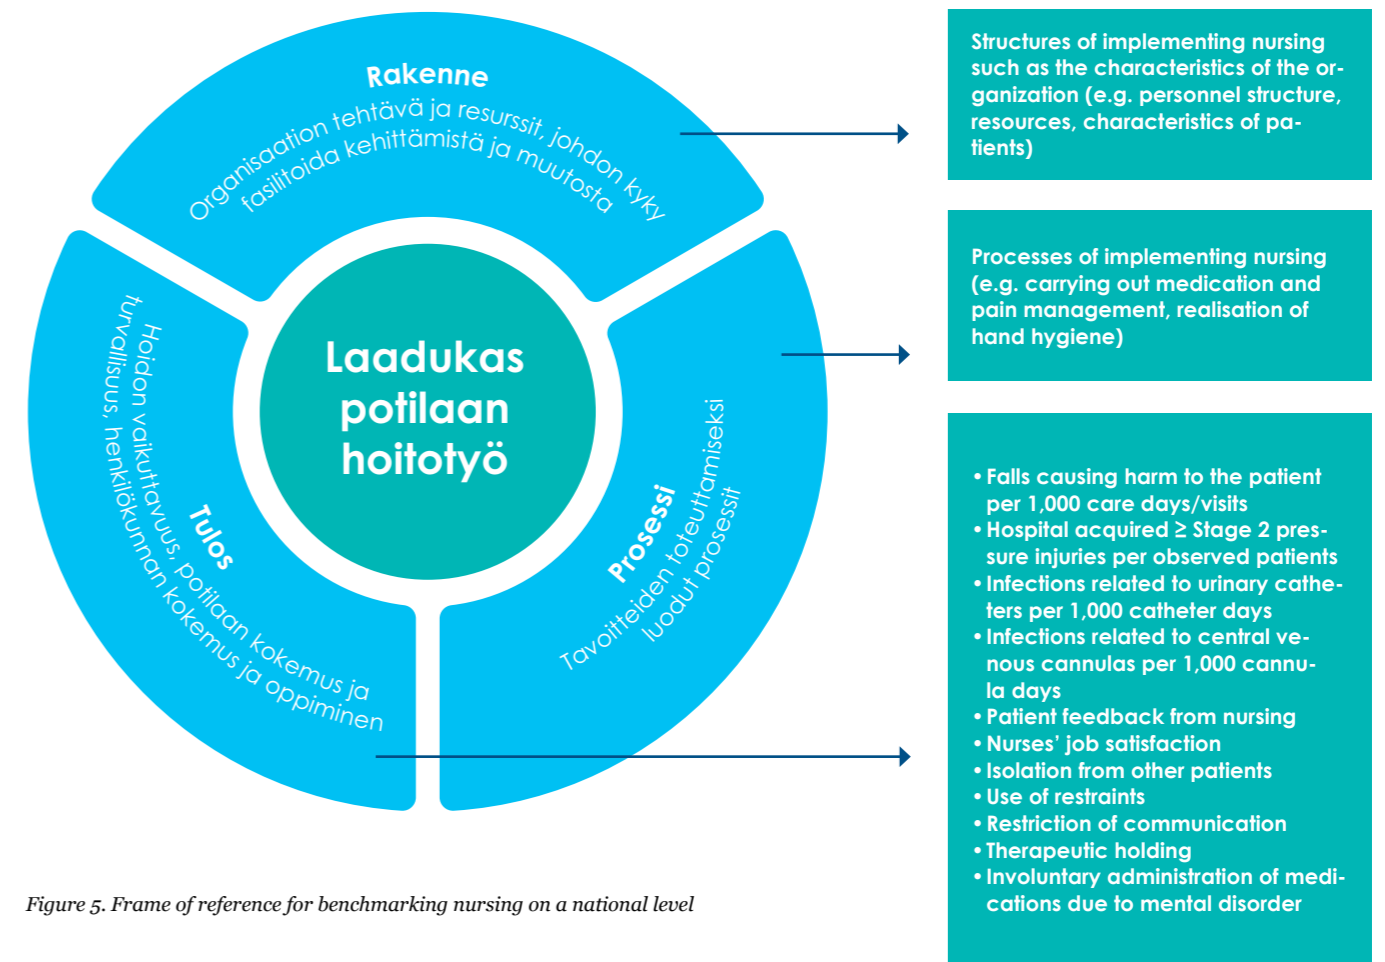 Rakenne
Organisaation tehtävä ja resurssit, johdon kyky
fasilitoida kehittämistä ja muutosta
Laadukas
potilaan
hoitotyö
Prosessi
Tavoitteiden toteuttamiseksi
luodut prosessit
Tulos
Hoidon vaikuttavuus, potilaan kokemus ja
turvallisuus, henkilökunnan kokemus ja oppiminen
Structures of implementing nursing
such as the characteristics of the or-
ganization (e.g. personnel structure,
resources, characteristics of pa-
tients)
Processes of implementing nursing
(e.g. carrying out medication and
pain management, realisation of
hand hygiene)
• Falls causing harm to the patient
per 1,000 care days/visits
• Hospital acquired ≥ Stage 2 pres-
sure injuries per observed patients
• Infections related to urinary cathe-
ters per 1,000 catheter days
• Infections related to central ve-
nous cannulas per 1,000 cannu-
la days
• Patient feedback from nursing
• Nurses’ job satisfaction
• Isolation from other patients
• Use of restraints
• Restriction of communication
• Therapeutic holding
• Involuntary administration of medi-
cations due to mental disorder
Figure 5. Frame of reference for benchmarking nursing on a national level